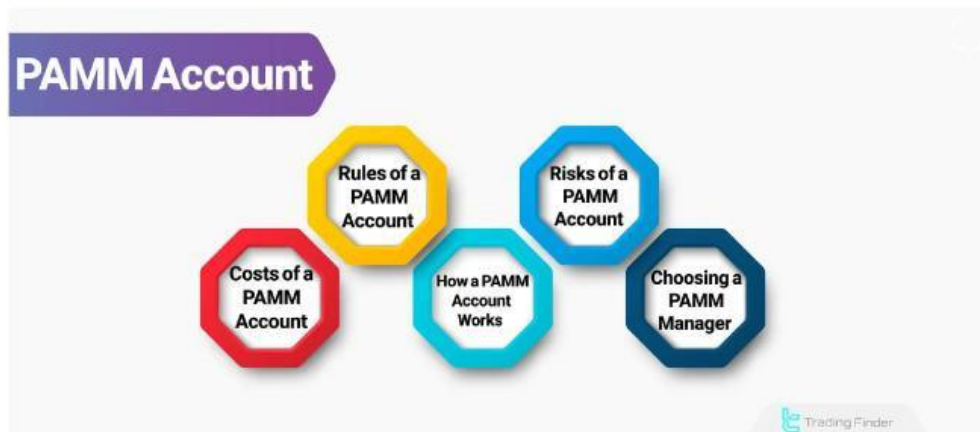 PAMM Account
Rules of a
PAMM
Account
Risks of a
PAMM
Account
Costs of a
PAMM
Account
How a PAMM
Account
Works
Choosing a
PAMM
Manager
Trading Finder